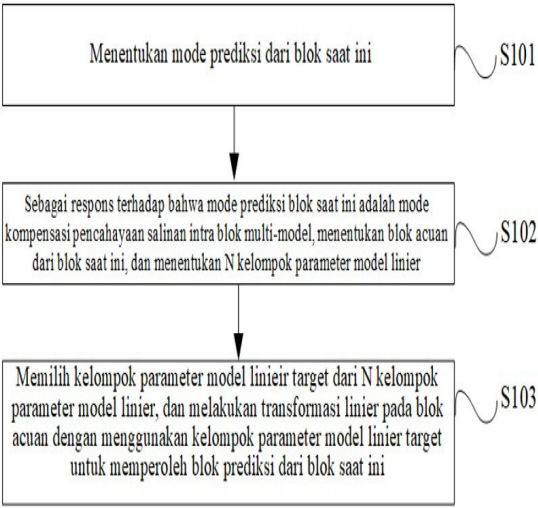 Menentukan mode prediksi dari blok saat ini
S101
Sebagai respons terhadap bahwa mode prediksi blok saat ini adalah mode
kompensasi pencahayaan salinan intra blok multi-model, menentukan blok acuan
dari blok saat ini, dan menentukan N kelompok parameter model linier
S102
Memilih kelompok parameter model linieir target dari N kelompok
parameter model linier, dan melakukan transformasi linier pada blok
acuan dengan menggunakan kelompok parameter model linier target
untuk memperoleh blok prediksi dari blok saat ini
S103